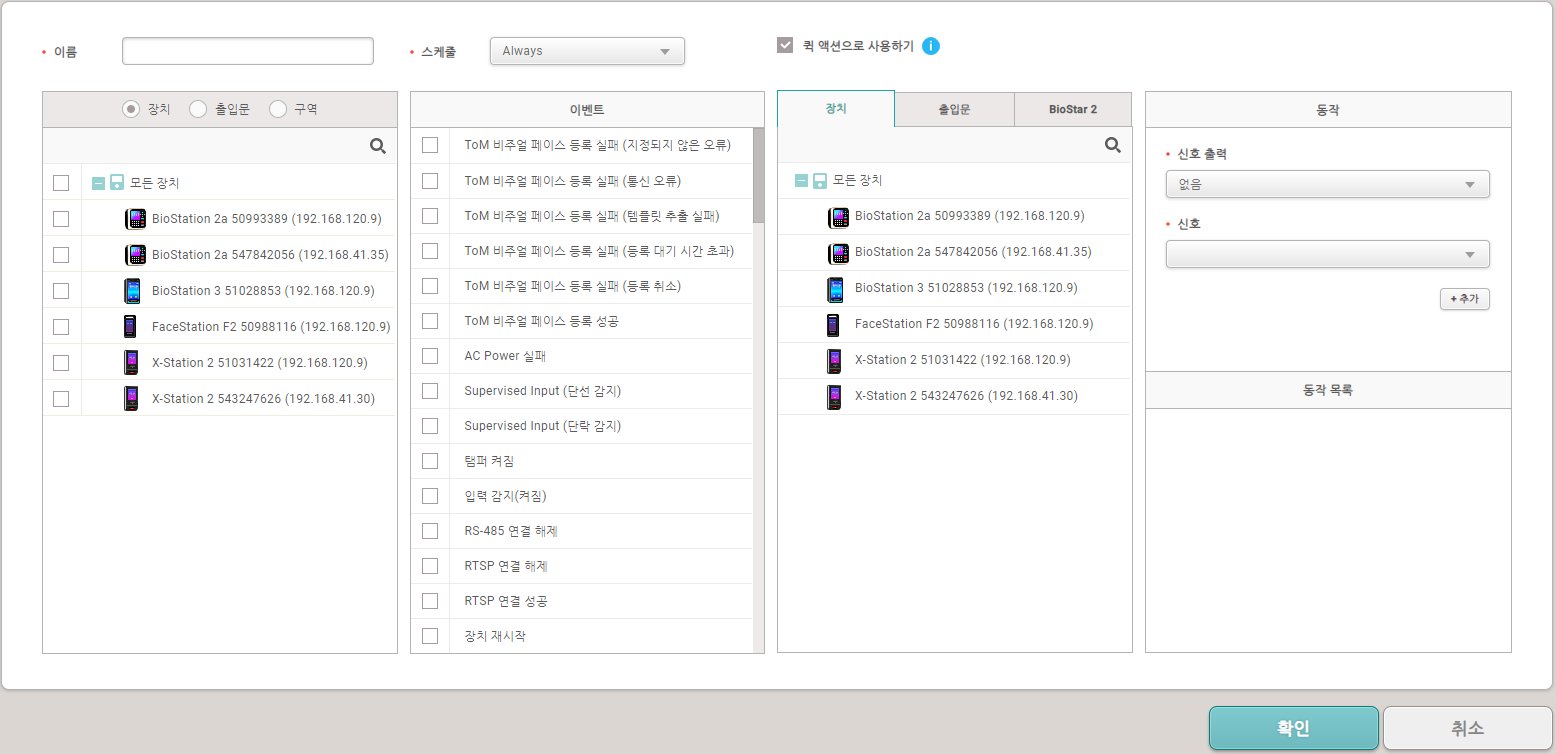 • 이름
• 스케줄
Always
퀵 액션으로 사용하기
i
장치
출입문
구역
모든 장치
BioStation 2a 50993389 (192.168.120.9)
BioStation 2a 547842056 (192.168.41.35)
BioStation 3 51028853 (192.168.120.9)
FaceStation F2 50988116 (192.168.120.9)
X-Station 2 51031422 (192.168.120.9)
X-Station 2 543247626 (192.168.41.30)
이벤트
ToM 비주얼 페이스 등록 실패 (지정되지 않은 오류)
ToM 비주얼 페이스 등록 실패 (통신 오류)
ToM 비주얼 페이스 등록 실패 (템플릿 추출 실패)
ToM 비주얼 페이스 등록 실패 (등록 대기 시간 초과)
ToM 비주얼 페이스 등록 실패 (등록 취소)
ToM 비주얼 페이스 등록 성공
AC Power 실패
Supervised Input (단선 감지)
Supervised Input (단락 감지)
탬퍼 켜짐
입력 감지(켜짐)
RS-485 연결 해제
RTSP 연결 해제
RTSP 연결 성공
장치 재시작
장치
출입문
BioStar 2
모든 장치
BioStation 2a 50993389 (192.168.120.9)
BioStation 2a 547842056 (192.168.41.35)
BioStation 3 51028853 (192.168.120.9)
FaceStation F2 50988116 (192.168.120.9)
X-Station 2 51031422 (192.168.120.9)
X-Station 2 543247626 (192.168.41.30)
동작
• 신호 출력
없음
• 신호
+ 추가
동작 목록
확인
취소